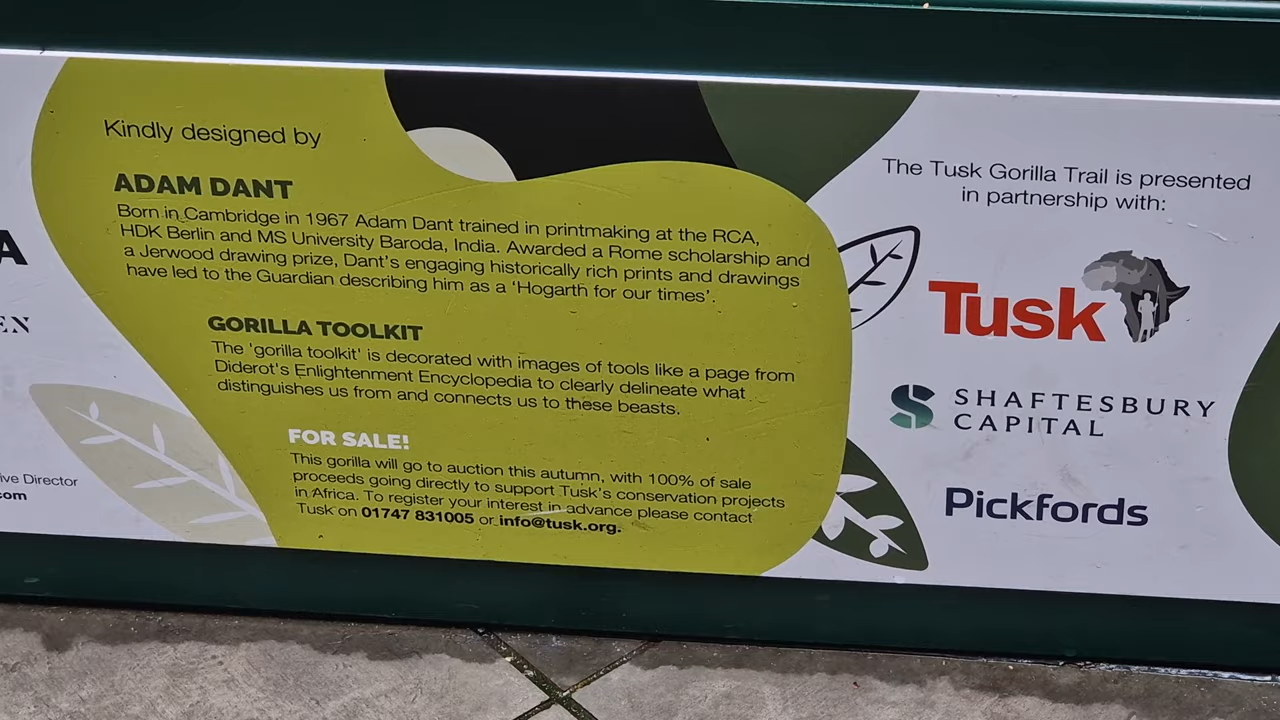 A
EN
ive Director
com
Kindly designed by
ADAM DANT
Born in Cambridge in 1967 Adam Dant trained in printmaking at the RCA,
HDK Berlin and MS University Baroda, India. Awarded a Rome scholarship and
a Jerwood drawing prize, Dant's engaging historically rich prints and drawings
have led to the Guardian describing him as a 'Hogarth for our times'.
GORILLA TOOLKIT
The 'gorilla toolkit' is decorated with images of tools like a page from
Diderot's Enlightenment Encyclopedia to clearly delineate what
distinguishes us from and connects us to these beasts.
FOR SALE!
This gorilla will go to auction this autumn, with 100% of sale
proceeds going directly to support Tusk's conservation projects
in Africa. To register your interest in advance please contact
Tusk on 01747 831005 or info@tusk.org.
The Tusk Gorilla Trail is presented
in partnership with:
Tusk
SHAFTESBURY
CAPITAL
Pickfords